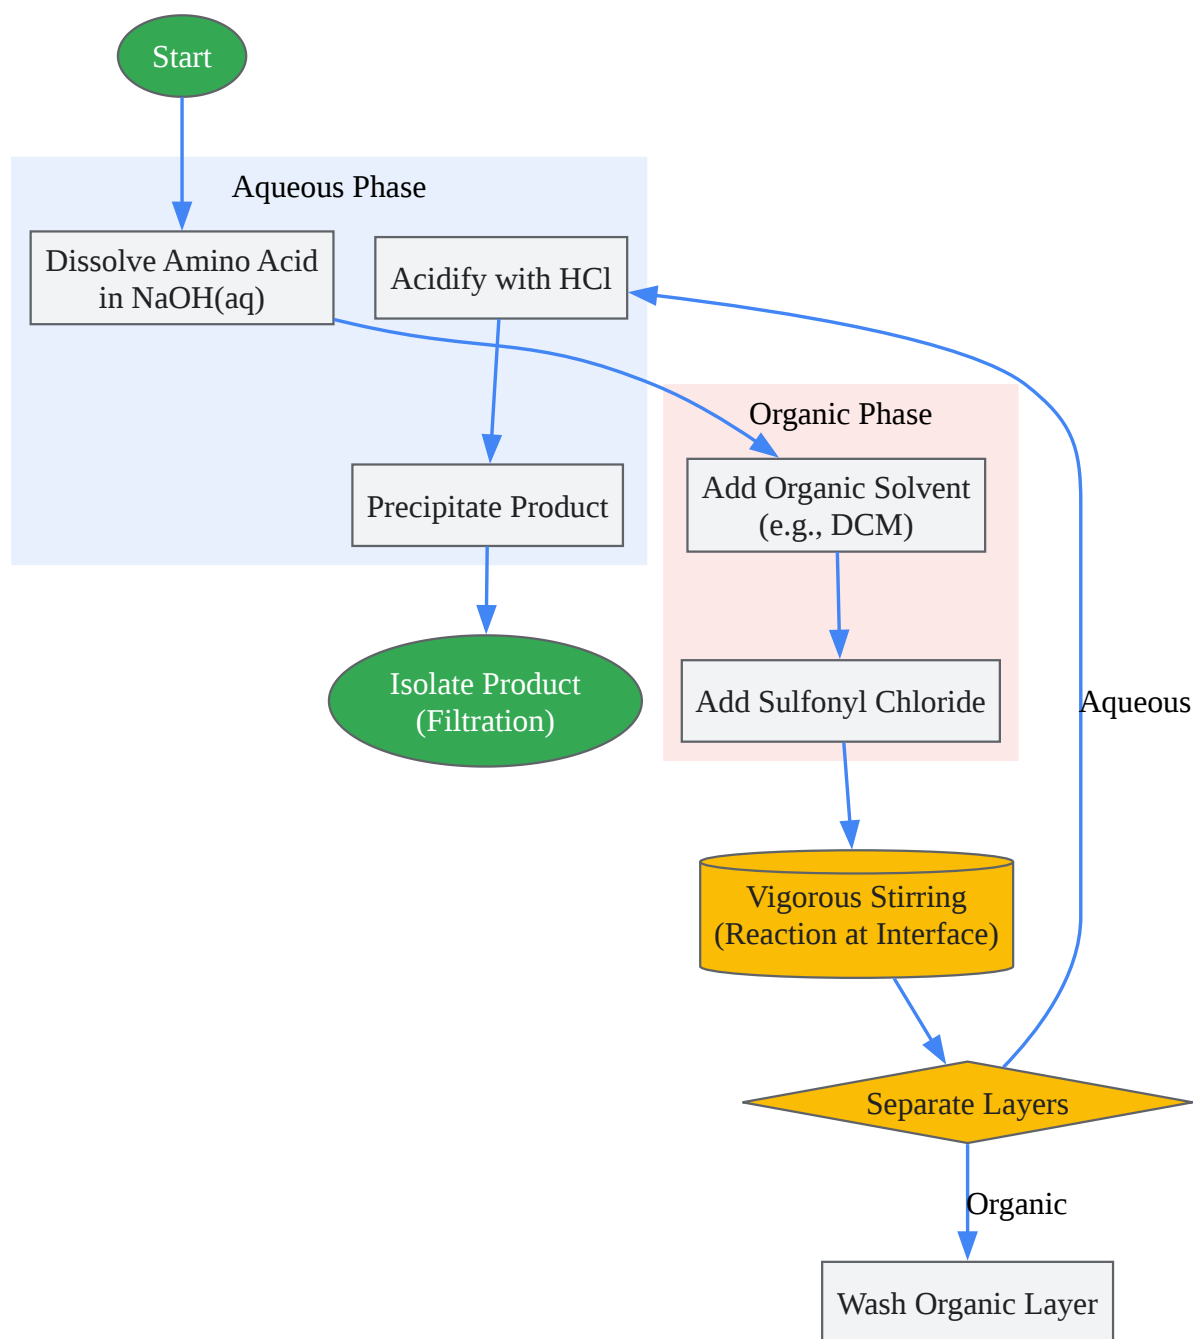 Start
Aqueous Phase
Dissolve Amino Acid
in NaOH(aq)
Acidify with HCl
Organic Phase
Add Organic Solvent
(e.g., DCM)
Precipitate Product
Isolate Product
(Filtration)
Add Sulfonyl Chloride
Aqueous
Vigorous Stirring
(Reaction at Interface)
Separate Layers
Organic
Wash Organic Layer